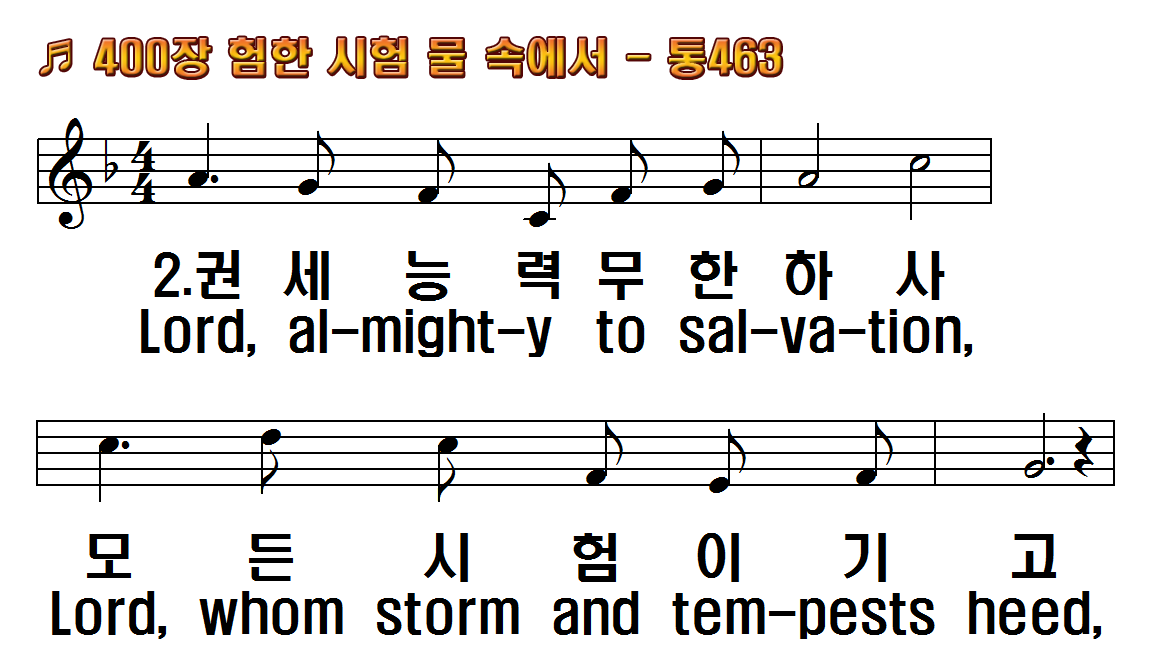 ♬ 400장 험한 시험 물 속에서 - 통463
2.권 세 능 력 무 한 하 사
Lord, al-might-y to sal-va-tion,
모 든 시 험 이 기 고
Lord, whom storm and tem-pests heed,